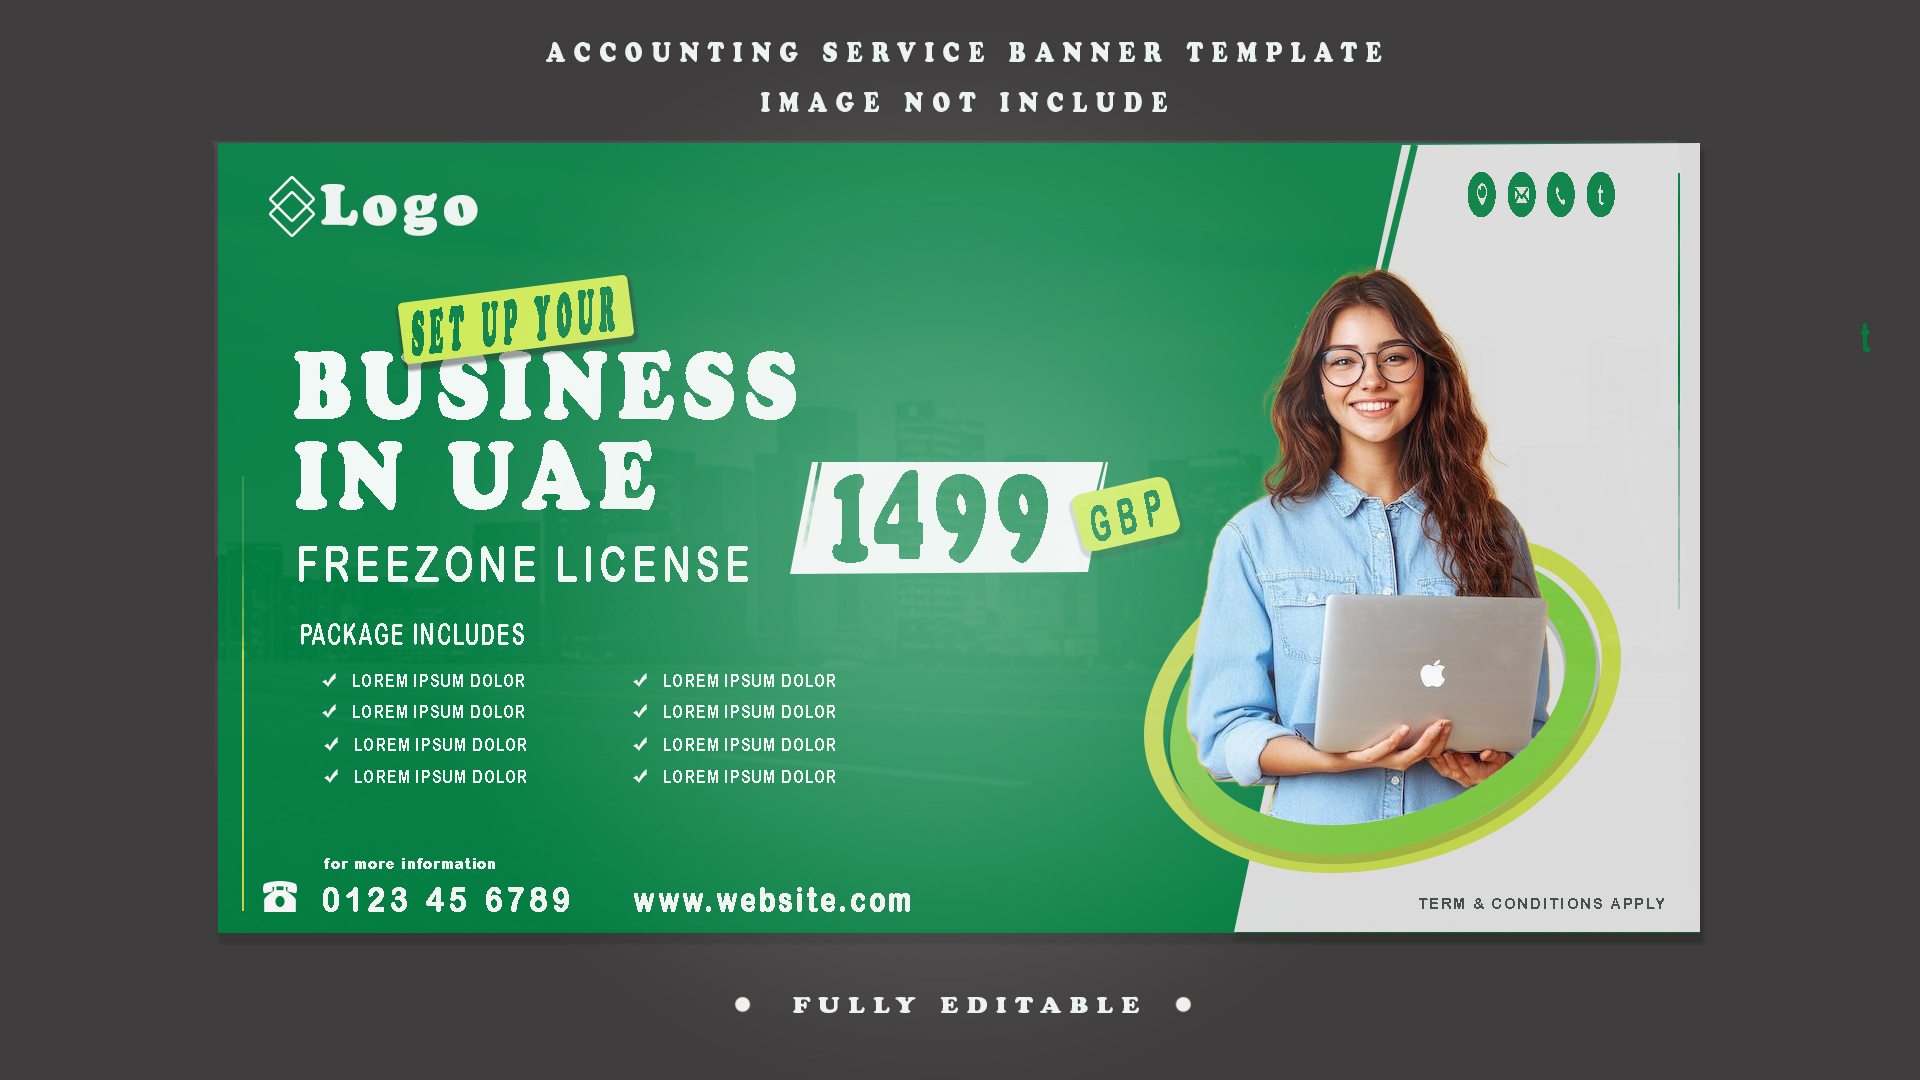 ACCOUNTING SERVICE BANNER TEMPLATE
IMAGE NOT INCLUDE
Logo
t
SET UP YOUR
BUSINESS
IN UAE
1499
GBP
t
FREEZONE LICENSE
PACKAGE INCLUDES
LOREM IPSUM DOLOR
LOREM IPSUM DOLOR
LOREM IPSUM DOLOR
LOREM IPSUM DOLOR
LOREM IPSUM DOLOR
LOREM IPSUM DOLOR
LOREM IPSUM DOLOR
LOREM IPSUM DOLOR
for more information
0123 45 6789
www.website.com
TERM & CONDITIONS APPLY
FULLY EDITABLE